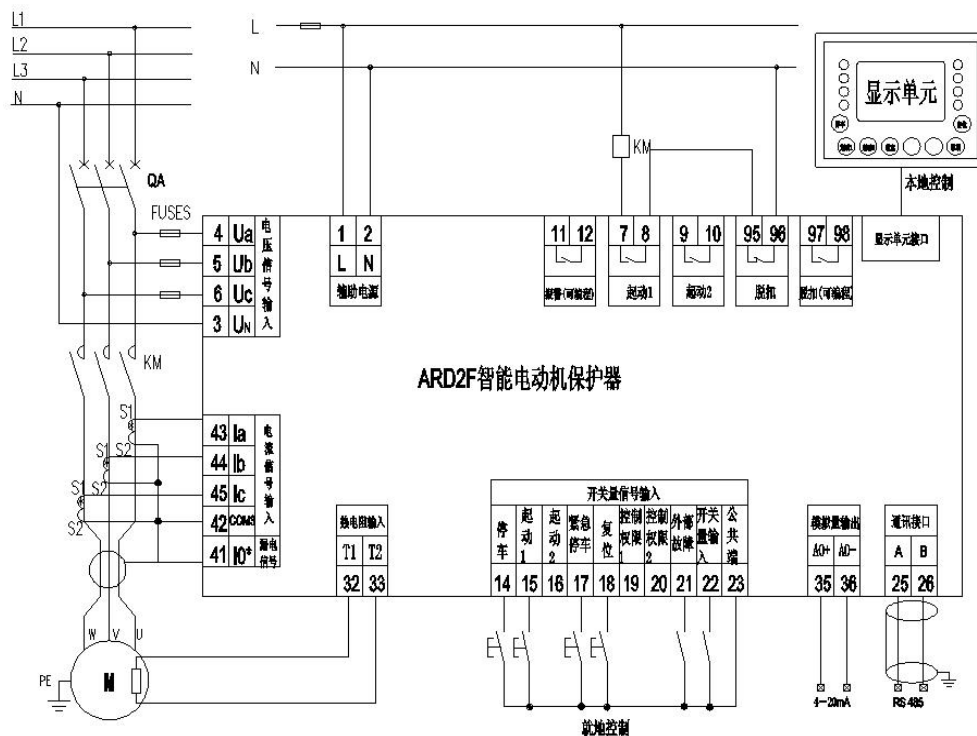 L1
L2
L3
N
L
N
QA
FUSES
KM
显示单元
本地控制
4 Ua
5 Ub
6 Uc
3 UN
电压信号输入
1 2
L N
辅助电源
11 12
报警(可编程)
7 8
起动1
9 10
起动2
95 96
脱扣
97 98
脱扣(可编程)
显示单元接口
KM
ARD2F智能电动机保护器
S1
S2
S1
S2
S1
S2
43 Ia
44 Ib
45 Ic
42 COM3
电流信号输入
41 I0*
漏电信号
热电阻输入
T1 T2
32 33
开关量信号输入
停车
起动1
起动2
紧急停车
复位
控制权限1
控制权限2
外部故障
开关量输入
公共端
14 15 16 17 18 19 20 21 22 23
模拟量输出
AO+ AO-
35 36
通讯接口
A B
25 26
W V U
M
PE
就地控制
4-20mA
RS485